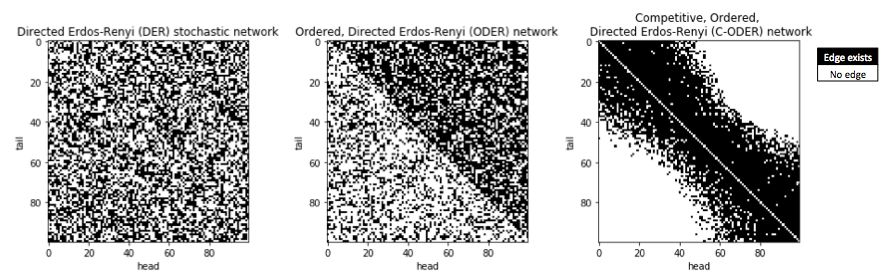 Directed Erdos-Renyi (DER) stochastic network
0
20
40
60
80
tail
0 20 40 60 80
head
Ordered, Directed Erdos-Renyi (ODER) network
0
20
40
60
80
tail
0 20 40 60 80
head
Competitive, Ordered,
Directed Erdos-Renyi (C-ODER) network
0
20
40
60
80
tail
0 20 40 60 80
head
Edge exists
No edge